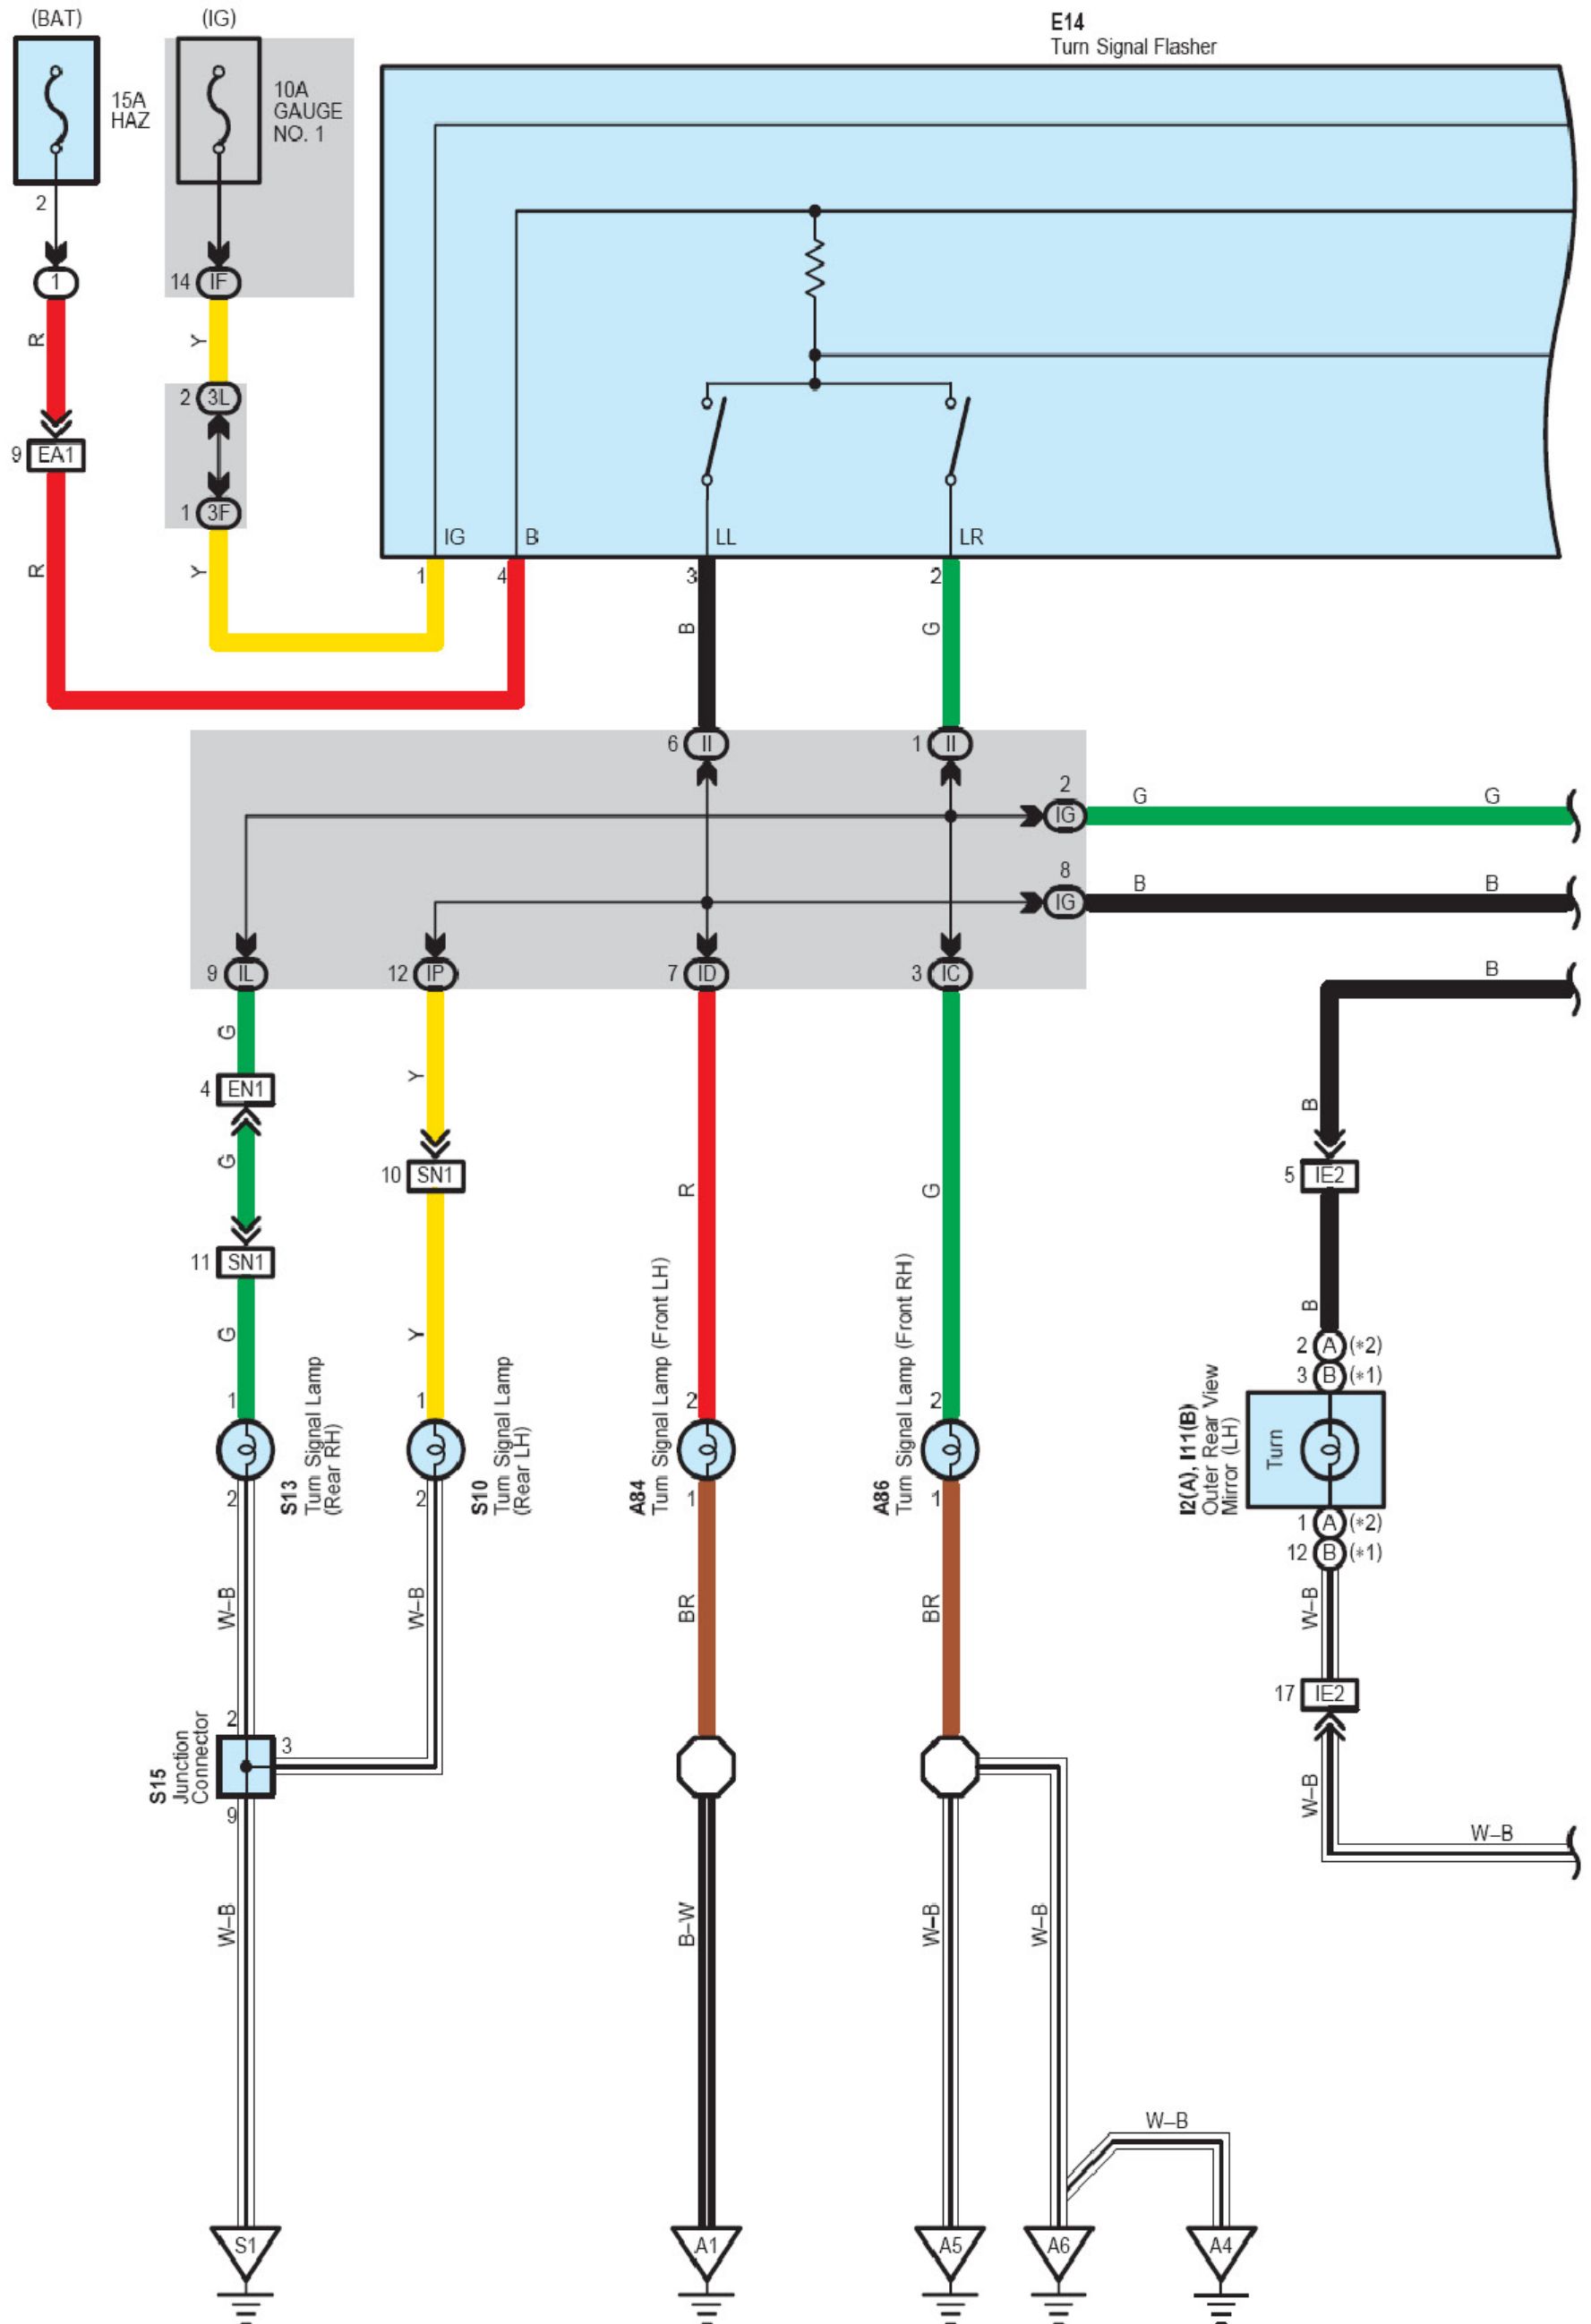 (BAT)
(IG)
E14
Turn Signal Flasher
15A
HAZ
10A
GAUGE
NO. 1
2
1
14
IF
R
Y
2
3L
9
EA1
1
3F
R
Y
IG
B
LL
LR
1
4
3
2
B
G
6
II
1
II
2
IG
G
G
8
IG
B
B
9
IL
12
IP
7
ID
3
IC
B
G
4
EN1
Y
B
G
10
SN1
R
G
5
IE2
11
SN1
G
Y
B
2
A
(*2)
3
B
(*1)
1
1
2
2
S13
Turn Signal Lamp
(Rear RH)
S10
Turn Signal Lamp
(Rear LH)
A84
Turn Signal Lamp (Front LH)
A86
Turn Signal Lamp (Front RH)
I2(A), I11(B)
Outer Rear View
Mirror (LH)
Turn
2
2
1
1
1
A
(*2)
12
B
(*1)
W–B
W–B
BR
BR
W–B
17
IE2
2
3
S15
Junction
Connector
9
W–B
W–B
W–B
B–W
W–B
W–B
W–B
S1
A1
A5
A6
A4